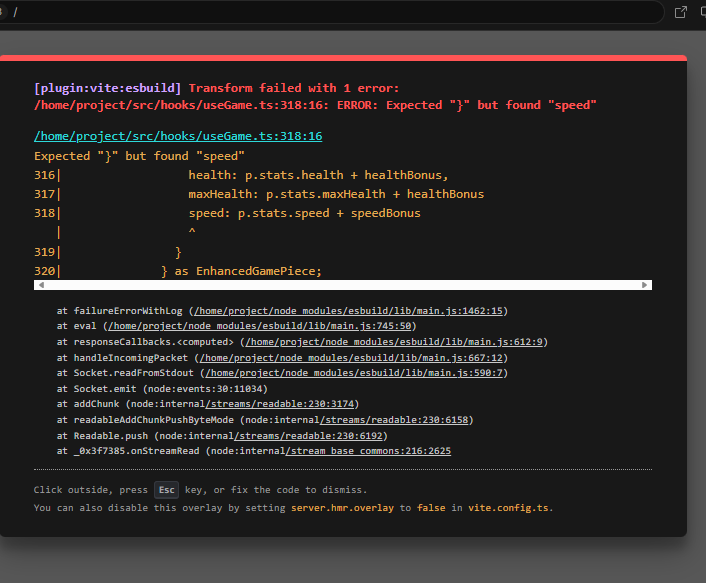 /
[plugin:vite:esbuild] Transform failed with 1 error:
/home/project/src/hooks/useGame.ts:318:16: ERROR: Expected "}" but found "speed"
/home/project/src/hooks/useGame.ts:318:16
Expected "}" but found "speed"
316|                  health: p.stats.health + healthBonus,
317|                  maxHealth: p.stats.maxHealth + healthBonus
318|                  speed: p.stats.speed + speedBonus
   |                  ^
319|                }
320|              } as EnhancedGamePiece;
at failureErrorWithLog (/home/project/node_modules/esbuild/lib/main.js:1462:15)
at eval (/home/project/node_modules/esbuild/lib/main.js:745:50)
at responseCallbacks.<computed> (/home/project/node_modules/esbuild/lib/main.js:612:9)
at handleIncomingPacket (/home/project/node_modules/esbuild/lib/main.js:667:12)
at Socket.readFromStdout (/home/project/node_modules/esbuild/lib/main.js:590:7)
at Socket.emit (node:events:30:11034)
at addChunk (node:internal/streams/readable:230:3174)
at readableAddChunkPushByteMode (node:internal/streams/readable:230:6158)
at Readable.push (node:internal/streams/readable:230:6192)
at _0x3f7385.onStreamRead (node:internal/stream_base_commons:216:2625
Click outside, press Esc key, or fix the code to dismiss.
You can also disable this overlay by setting server.hmr.overlay to false in vite.config.ts.